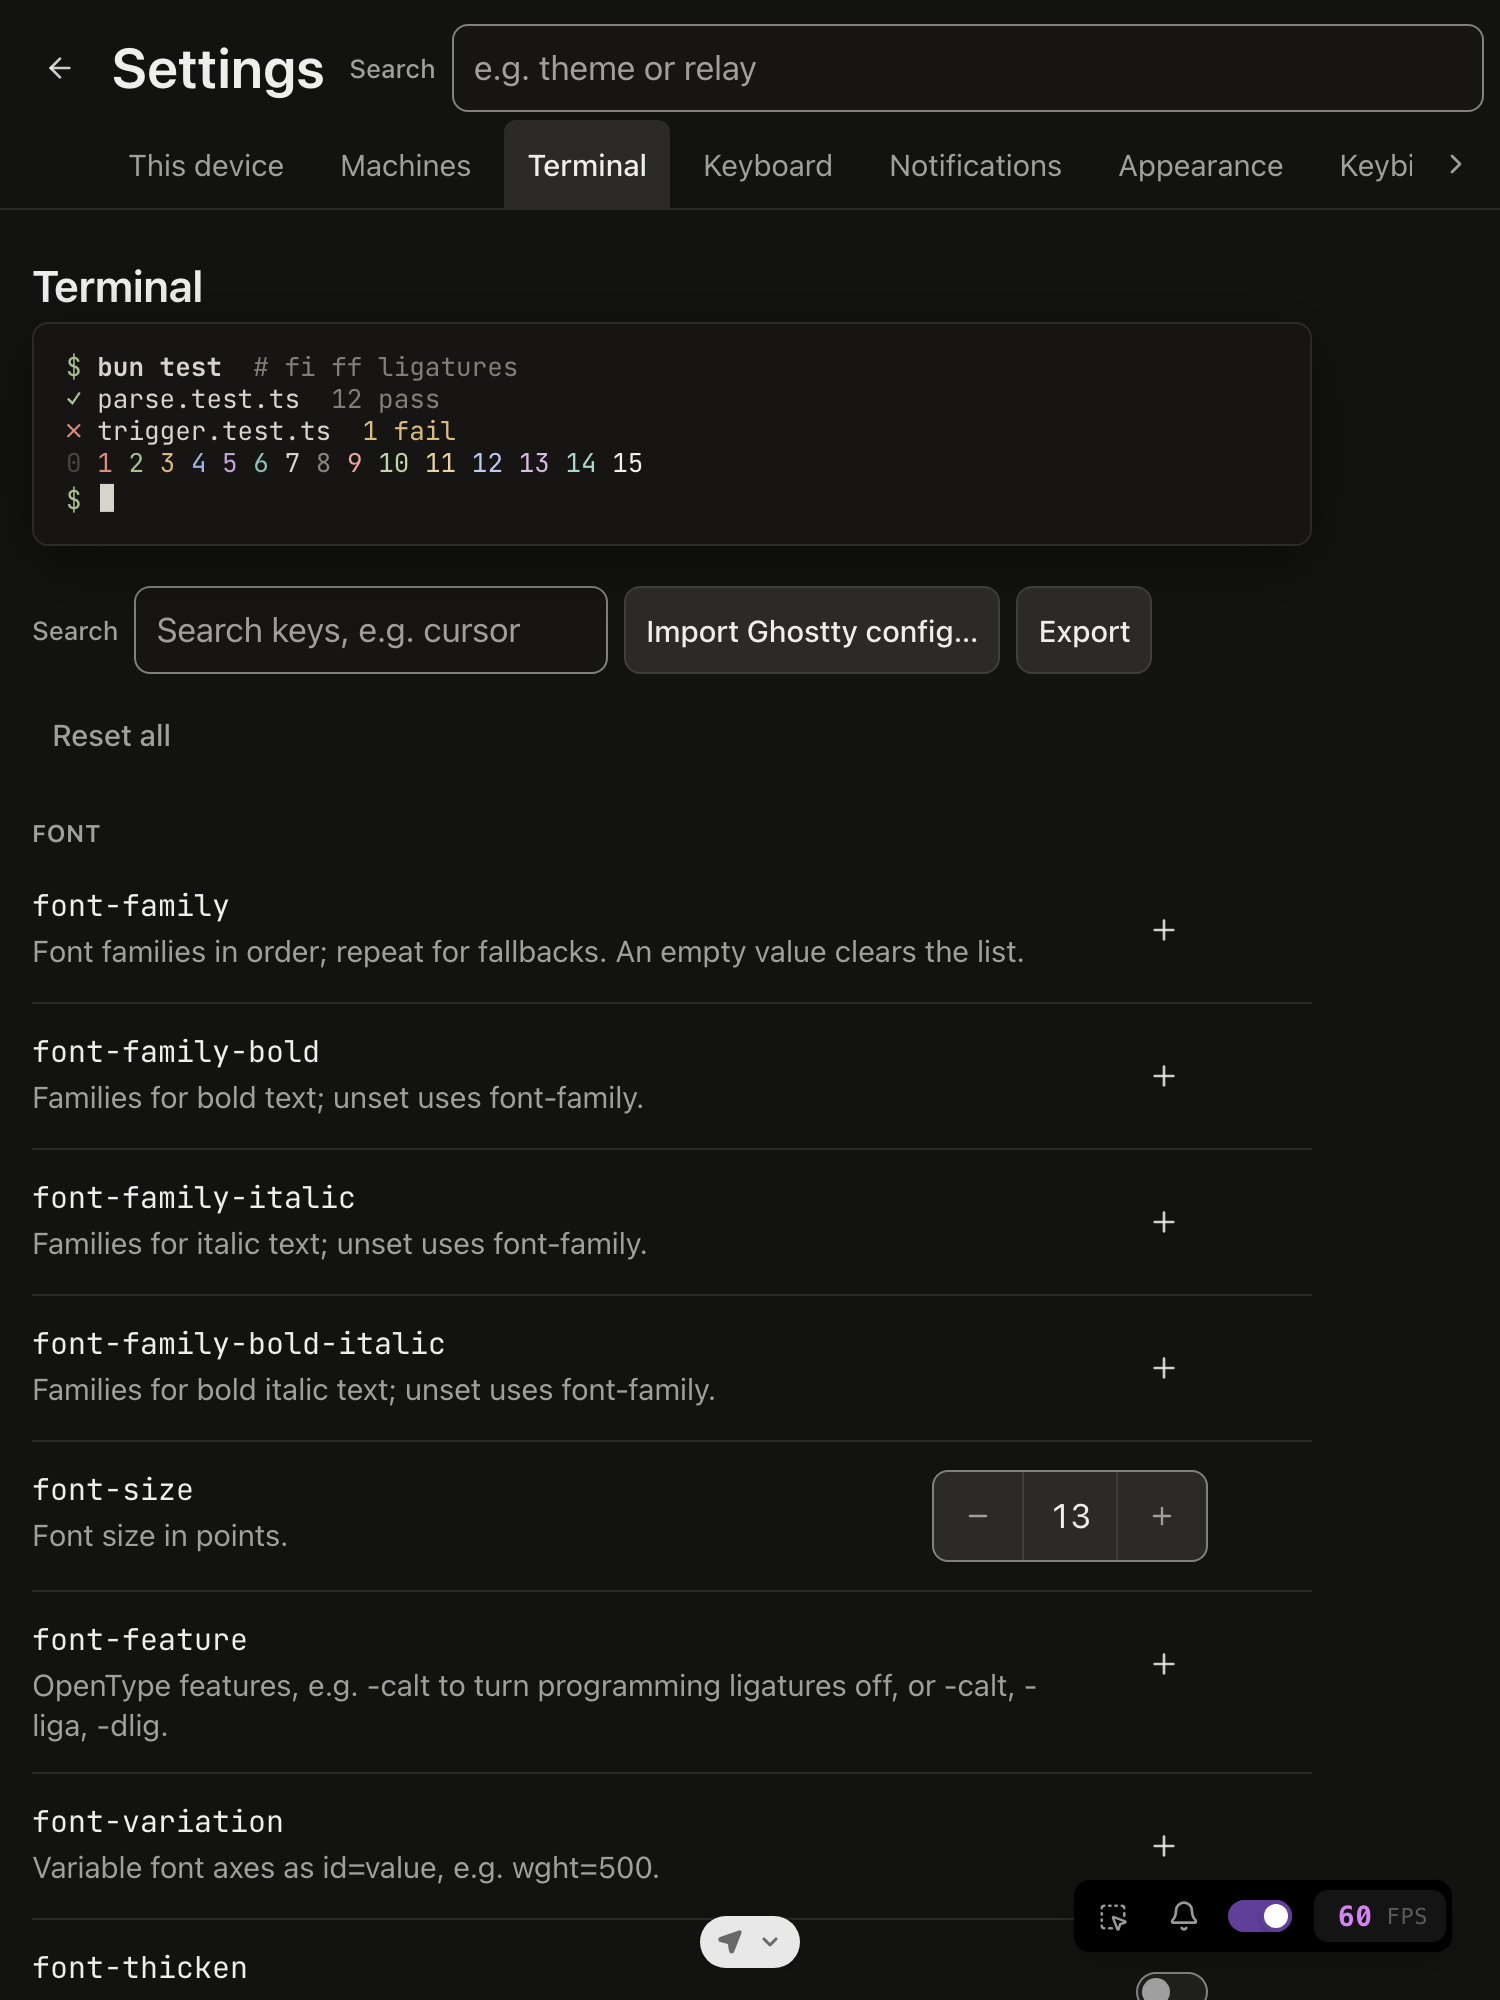 Settings Search e.g. theme or relay
This device Machines Terminal Keyboard Notifications Appearance Keybi
Terminal
$ bun test # fi ff ligatures
✓ parse.test.ts 12 pass
✕ trigger.test.ts 1 fail
0 1 2 3 4 5 6 7 8 9 10 11 12 13 14 15
$
Search Search keys, e.g. cursor Import Ghostty config... Export
Reset all
FONT
font-family
Font families in order; repeat for fallbacks. An empty value clears the list.
font-family-bold
Families for bold text; unset uses font-family.
font-family-italic
Families for italic text; unset uses font-family.
font-family-bold-italic
Families for bold italic text; unset uses font-family.
font-size
Font size in points.
13
font-feature
OpenType features, e.g. -calt to turn programming ligatures off, or -calt, -
liga, -dlig.
font-variation
Variable font axes as id=value, e.g. wght=500.
60 FPS
font-thicken